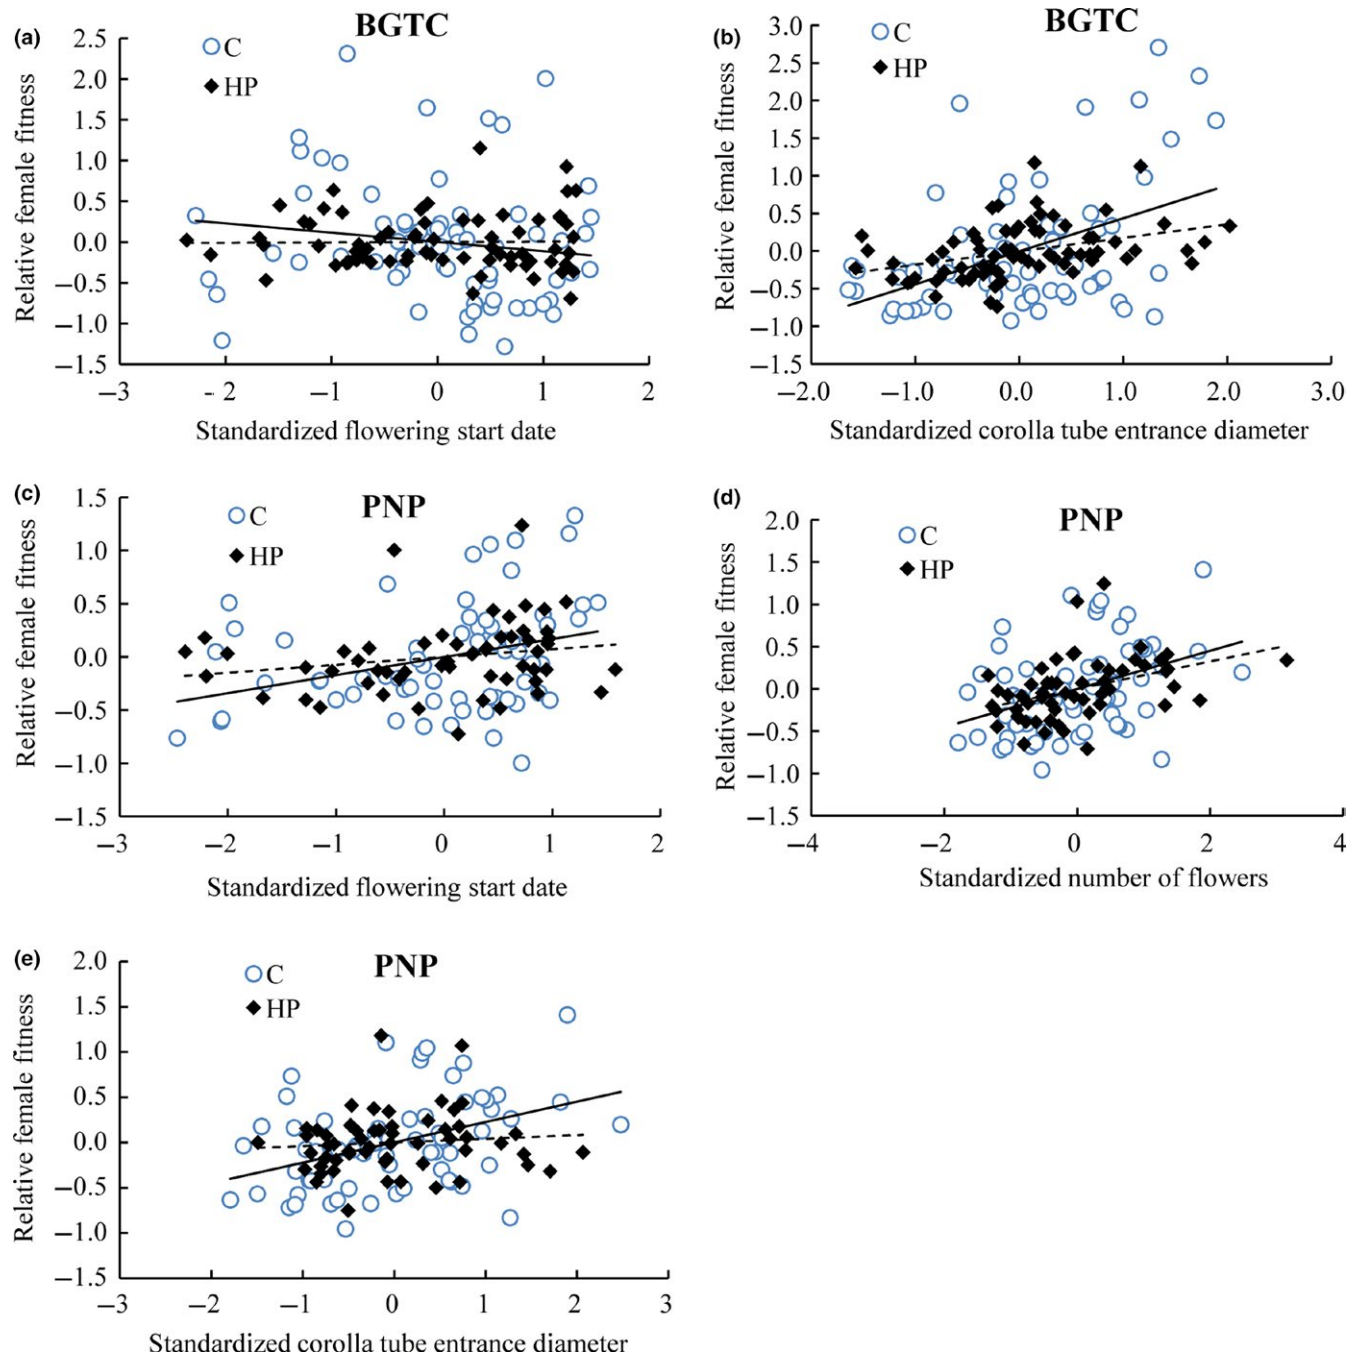 (a)
BGTC
C
HP
2.5
2.0
1.5
1.0
0.5
0.0
−0.5
−1.0
−1.5
Relative female fitness
−3
- 2
−1
0
1
2
Standardized flowering start date
(b)
BGTC
C
HP
3.0
2.5
2.0
1.5
1.0
0.5
0.0
−0.5
−1.0
−1.5
Relative female fitness
−2.0
−1.0
0.0
1.0
2.0
3.0
Standardized corolla tube entrance diameter
(c)
PNP
C
HP
1.5
1.0
0.5
0.0
−0.5
−1.0
−1.5
Relative female fitness
−3
−2
−1
0
1
2
Standardized flowering start date
(d)
PNP
C
HP
2.0
1.5
1.0
0.5
0.0
−0.5
−1.0
−1.5
Relative female fitness
−4
−2
0
2
4
Standardized number of flowers
(e)
PNP
C
HP
2.0
1.5
1.0
0.5
0.0
−0.5
−1.0
−1.5
Relative female fitness
−3
−2
−1
0
1
2
3
Standardized corolla tube entrance diameter